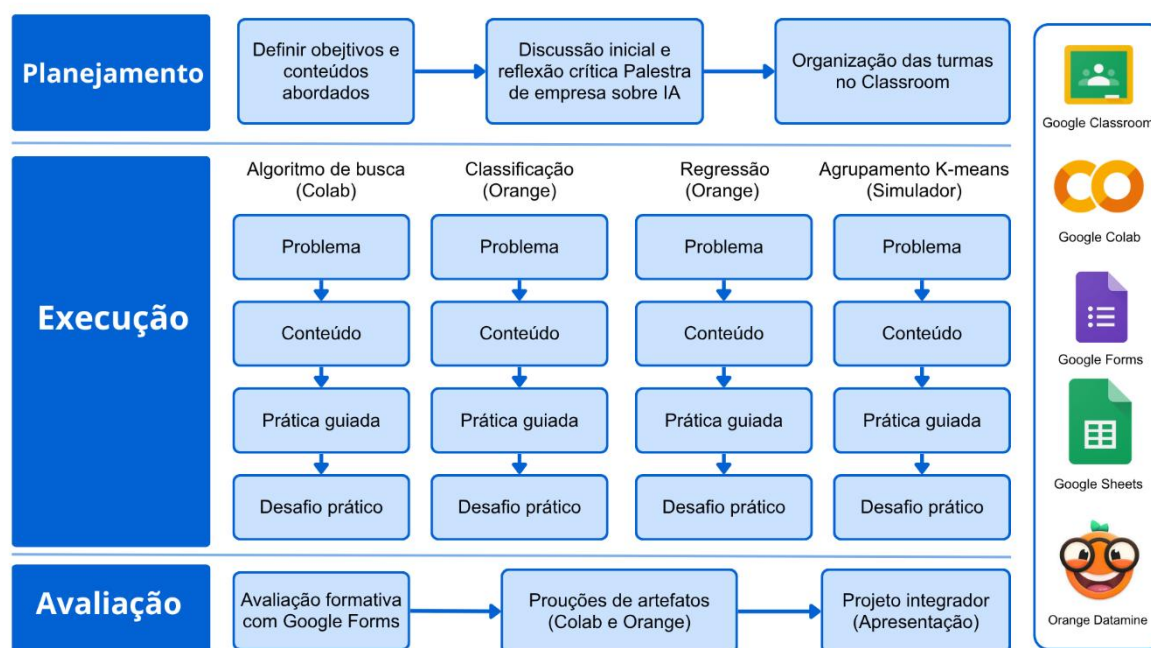 Planejamento
Definir obejtivos e
conteúdos
abordados
Discussão inicial e
reflexão crítica Palestra
de empresa sobre IA
Organização das turmas
no Classroom
Execução
Algoritmo de busca
(Colab)
Problema
Conteúdo
Prática guiada
Desafio prático
Classificação
(Orange)
Problema
Conteúdo
Prática guiada
Desafio prático
Regressão
(Orange)
Problema
Conteúdo
Prática guiada
Desafio prático
Agrupamento K-means
(Simulador)
Problema
Conteúdo
Prática guiada
Desafio prático
Avaliação
Avaliação formativa
com Google Forms
Prouções de artefatos
(Colab e Orange)
Projeto integrador
(Apresentação)
Google Classroom
Google Colab
Google Forms
Google Sheets
Orange Datamine